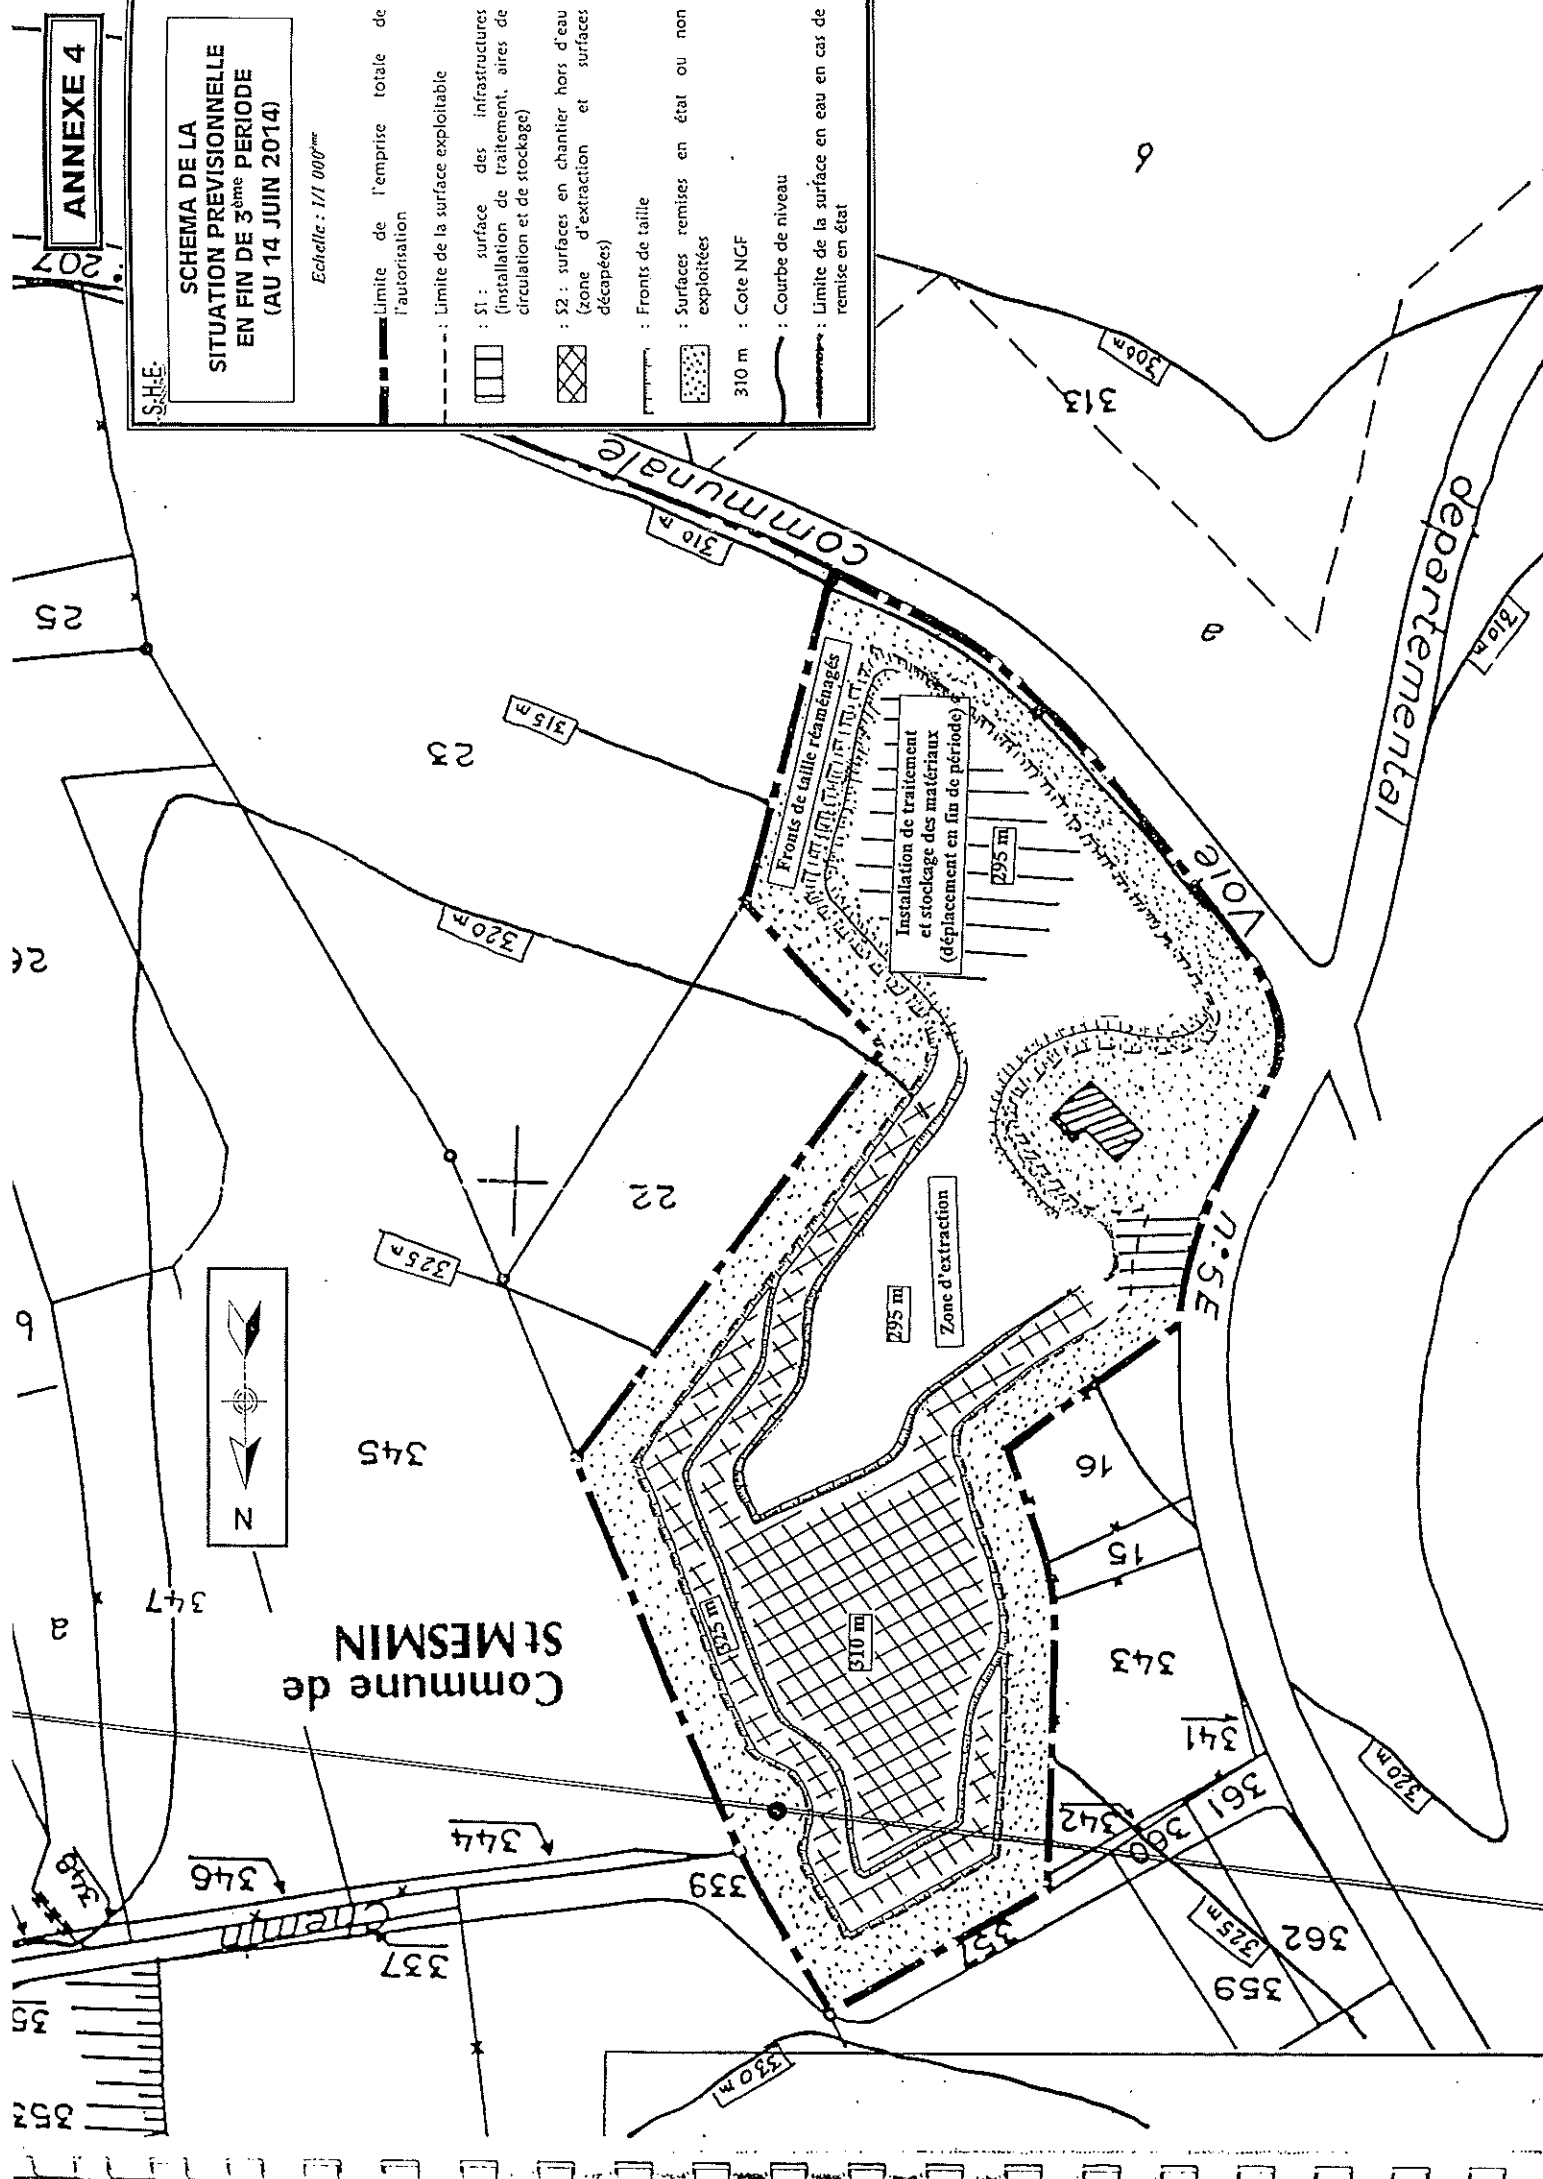 ANNEXE 4
S.H.E.
SCHEMA DE LA
SITUATION PREVISIONNELLE
EN FIN DE 3ème PERIODE
(AU 14 JUIN 2014)
Echelle : 1/1 000ème
Limite de l'emprise totale de
l'autorisation
: Limite de la surface exploitable
: S1 : surface des infrastructures
(installation de traitement, aires de
circulation et de stockage)
: S2 : surfaces en chantier hors d'eau
(zone d'extraction et surfaces
décapées)
: Fronts de taille
: Surfaces remises en état ou non
exploitées
310 m : Cote NGF
: Courbe de niveau
: Limite de la surface en eau en cas de
remise en état
207
25
26
23
22
b
a
345
347
N
Commune de
St MESMIN
346
344
348
337
339
357
342
360
361
341
343
15
16
359
362
313
b
a
Voie
communale
departemental
n.5E
Chemin
315 m
320 m
325 m
310 m
300 m
310 m
320 m
325 m
330 m
Fronts de taille réaménagés
Installation de traitement
et stockage des matériaux
(déplacement en fin de période)
295 m
Zone d'extraction
295 m
310 m
325 m